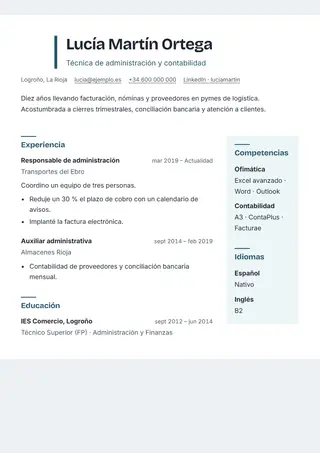 Lucía Martín Ortega
Técnica de administración y contabilidad
Logroño, La Rioja lucia@ejemplo.es +34 600 000 000 LinkedIn · luciamartin
Diez años llevando facturación, nóminas y proveedores en pymes de logística.
Acostumbrada a cierres trimestrales, conciliación bancaria y atención a clientes.
Experiencia
Responsable de administración mar 2019 – Actualidad
Transportes del Ebro
Coordino un equipo de tres personas.
• Reduje un 30 % el plazo de cobro con un calendario de
avisos.
• Implanté la factura electrónica.
Auxiliar administrativa sept 2014 – feb 2019
Almacenes Rioja
• Contabilidad de proveedores y conciliación bancaria
mensual.
Educación
IES Comercio, Logroño sept 2012 – jun 2014
Técnico Superior (FP) · Administración y Finanzas
Competencias
Ofimática
Excel avanzado ·
Word · Outlook
Contabilidad
A3 · ContaPlus ·
Facturae
Idiomas
Español
Nativo
Inglés
B2